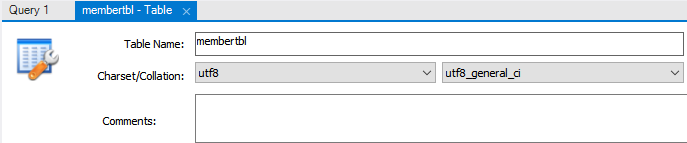 Query 1
membertbl - Table
Table Name: membertbl
Charset/Collation: utf8 utf8_general_ci
Comments: